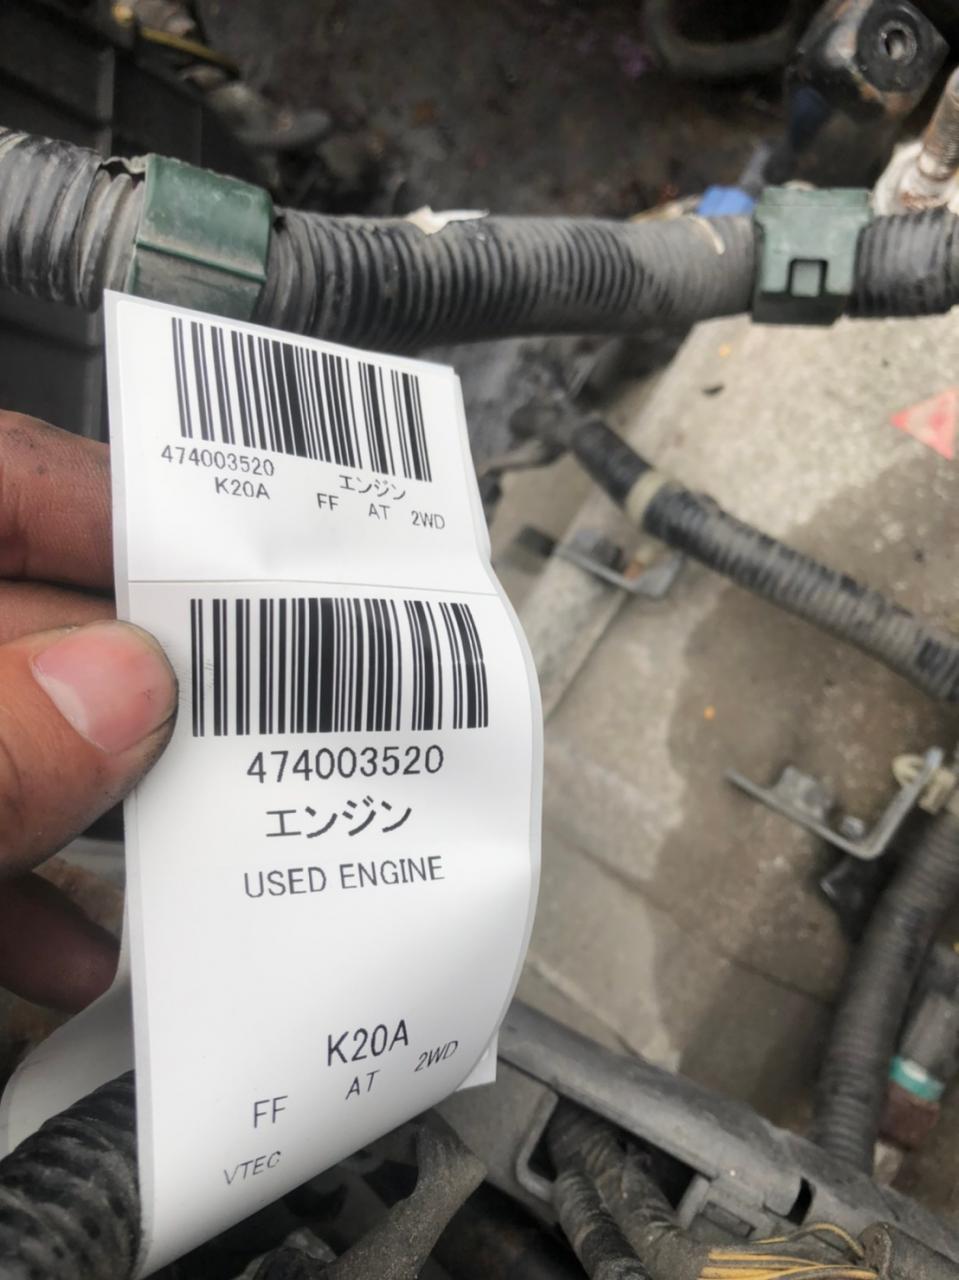 474003520 エンジン
K20A FF AT 2WD
474003520
エンジン
USED ENGINE
K20A
FF AT 2WD
VTEC